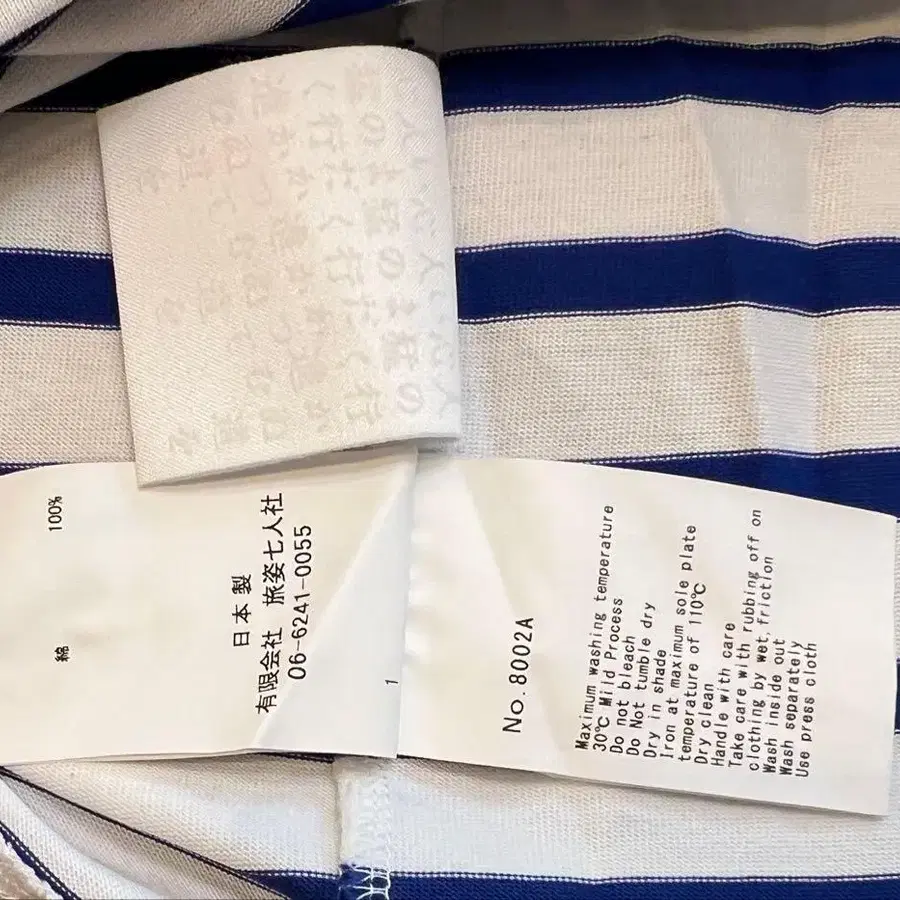 綿 100%
日本製
有限会社 旅姿七人社
06-6241-0055
1
No.8002A
Maximum washing temperature
30℃ Mild Process
Do not bleach
Do Not tumble dry
Dry in shade
Iron at maximum sole plate
temperature of 110℃
Dry clean
Handle with care
Take care with rubbing off on
clothing by wet, friction
Wash inside out
Wash separately
Use press cloth